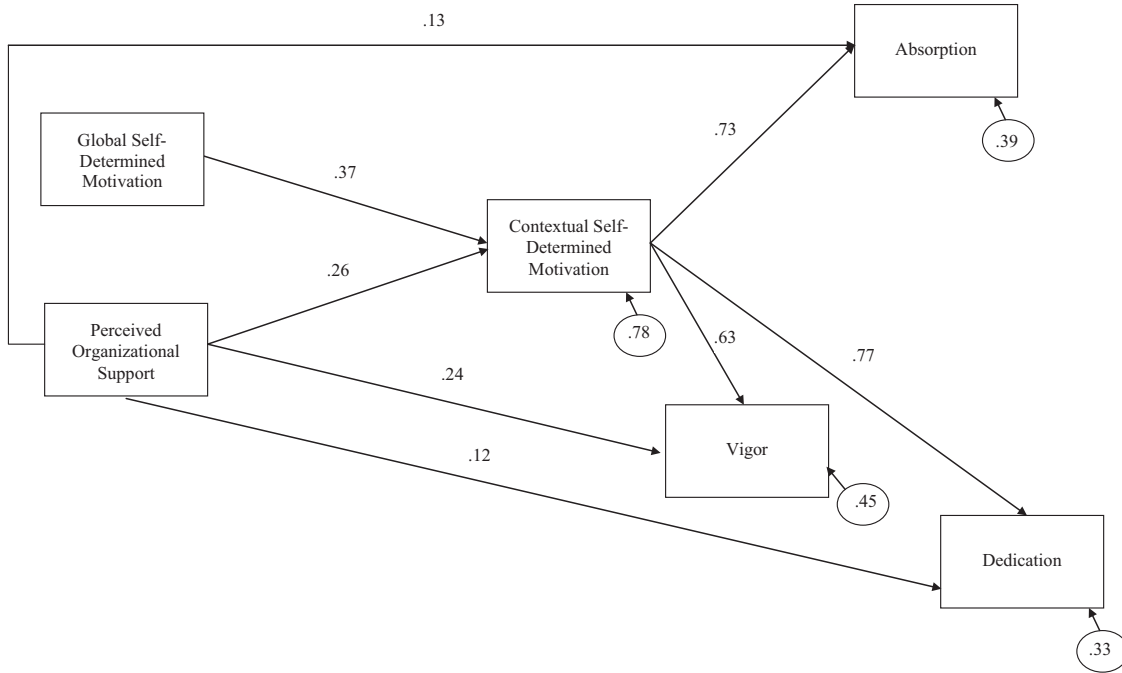 .13
Absorption
.39
Global Self-
Determined
Motivation
.37
.73
Contextual Self-
Determined
Motivation
.78
.26
Perceived
Organizational
Support
.63
.77
.24
Vigor
.45
.12
Dedication
.33